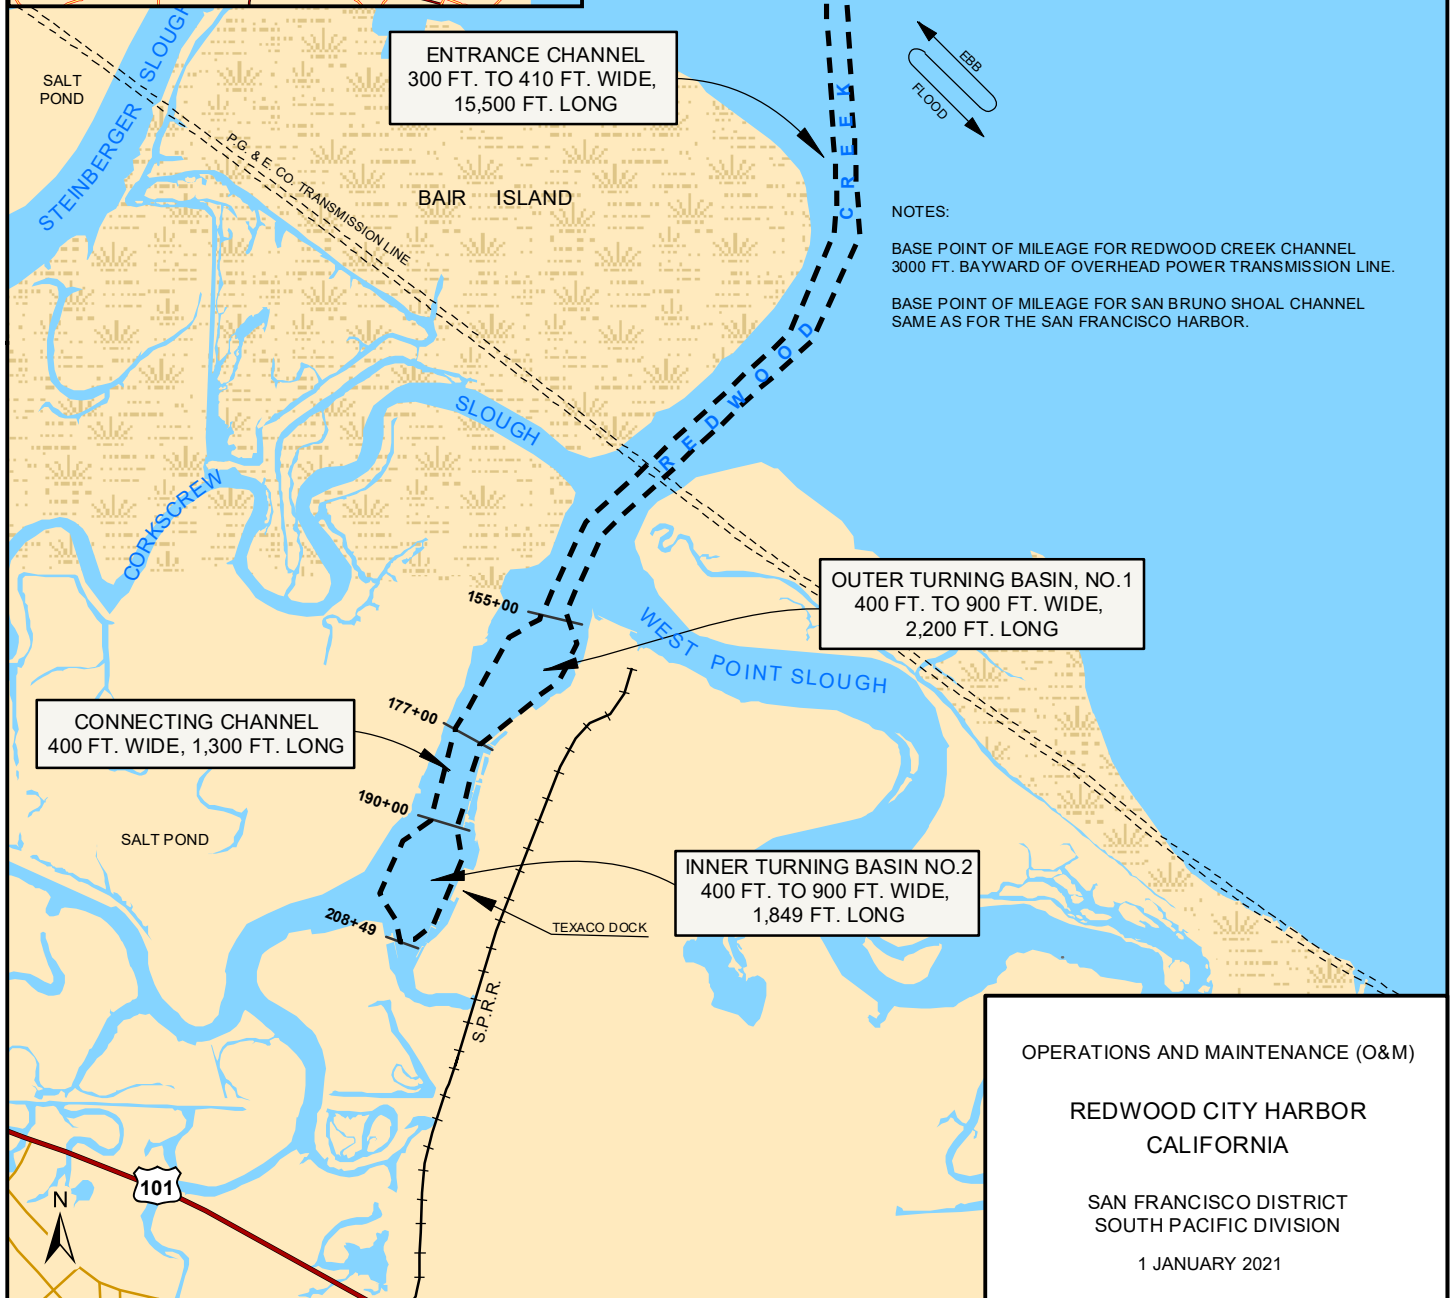 ENTRANCE CHANNEL
300 FT. TO 410 FT. WIDE,
15,500 FT. LONG
EBB
FLOOD
SALT
POND
STEINBERGER SLOUGH
P.G. & E. CO. TRANSMISSION LINE
BAIR ISLAND
REDWOOD CREEK
NOTES:
BASE POINT OF MILEAGE FOR REDWOOD CREEK CHANNEL
3000 FT. BAYWARD OF OVERHEAD POWER TRANSMISSION LINE.
BASE POINT OF MILEAGE FOR SAN BRUNO SHOAL CHANNEL
SAME AS FOR THE SAN FRANCISCO HARBOR.
CORKSCREW SLOUGH
155+00
OUTER TURNING BASIN, NO.1
400 FT. TO 900 FT. WIDE,
2,200 FT. LONG
WEST POINT SLOUGH
177+00
CONNECTING CHANNEL
400 FT. WIDE, 1,300 FT. LONG
190+00
SALT POND
INNER TURNING BASIN NO.2
400 FT. TO 900 FT. WIDE,
1,849 FT. LONG
208+49
TEXACO DOCK
S.P.R.R.
101
N
OPERATIONS AND MAINTENANCE (O&M)
REDWOOD CITY HARBOR
CALIFORNIA
SAN FRANCISCO DISTRICT
SOUTH PACIFIC DIVISION
1 JANUARY 2021